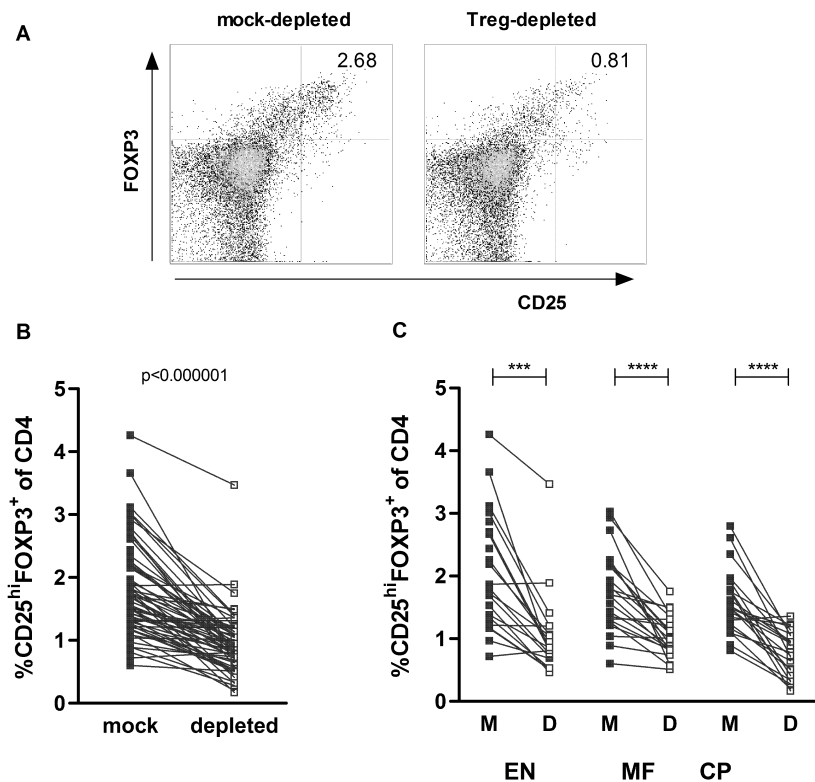 A
mock-depleted
Treg-depleted
2.68
0.81
FOXP3
CD25
B
C
p<0.000001
%CD25hiFOXP3+ of CD4
5
4
3
2
1
0
mock
depleted
***
****
****
%CD25hiFOXP3+ of CD4
5
4
3
2
1
0
M
D
M
D
M
D
EN
MF
CP